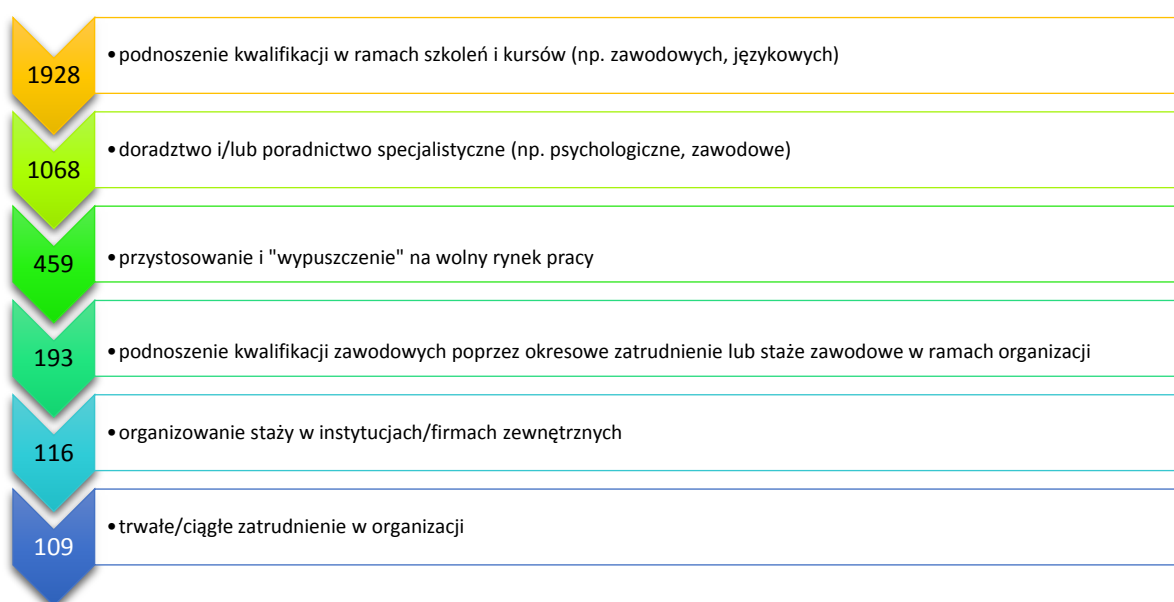 1928
•podnoszenie kwalifikacji w ramach szkoleń i kursów (np. zawodowych, językowych)
1068
•doradztwo i/lub poradnictwo specjalistyczne (np. psychologiczne, zawodowe)
459
•przystosowanie i "wypuszczenie" na wolny rynek pracy
193
•podnoszenie kwalifikacji zawodowych poprzez okresowe zatrudnienie lub staże zawodowe w ramach organizacji
116
•organizowanie staży w instytucjach/firmach zewnętrznych
109
•trwałe/ciągłe zatrudnienie w organizacji